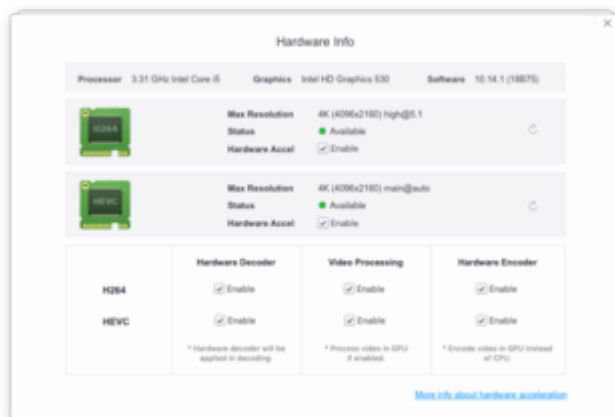 Hardware Info
Processor 3.31 GHz Intel Core i5 Graphics Intel HD Graphics 530 Software 10.14.1 (18B75)
H264
Max Resolution 4K (4096x2160) high@5.1
Status Available
Hardware Accel Enable
HEVC
Max Resolution 4K (4096x2160) main@auto
Status Available
Hardware Accel Enable
Hardware Decoder Video Processing Hardware Encoder
H264 Enable Enable Enable
HEVC Enable Enable Enable
* Hardware decoder will be * Process video in GPU * Encode video in GPU instead
applied in decoding. if enabled. of CPU.
More info about hardware acceleration